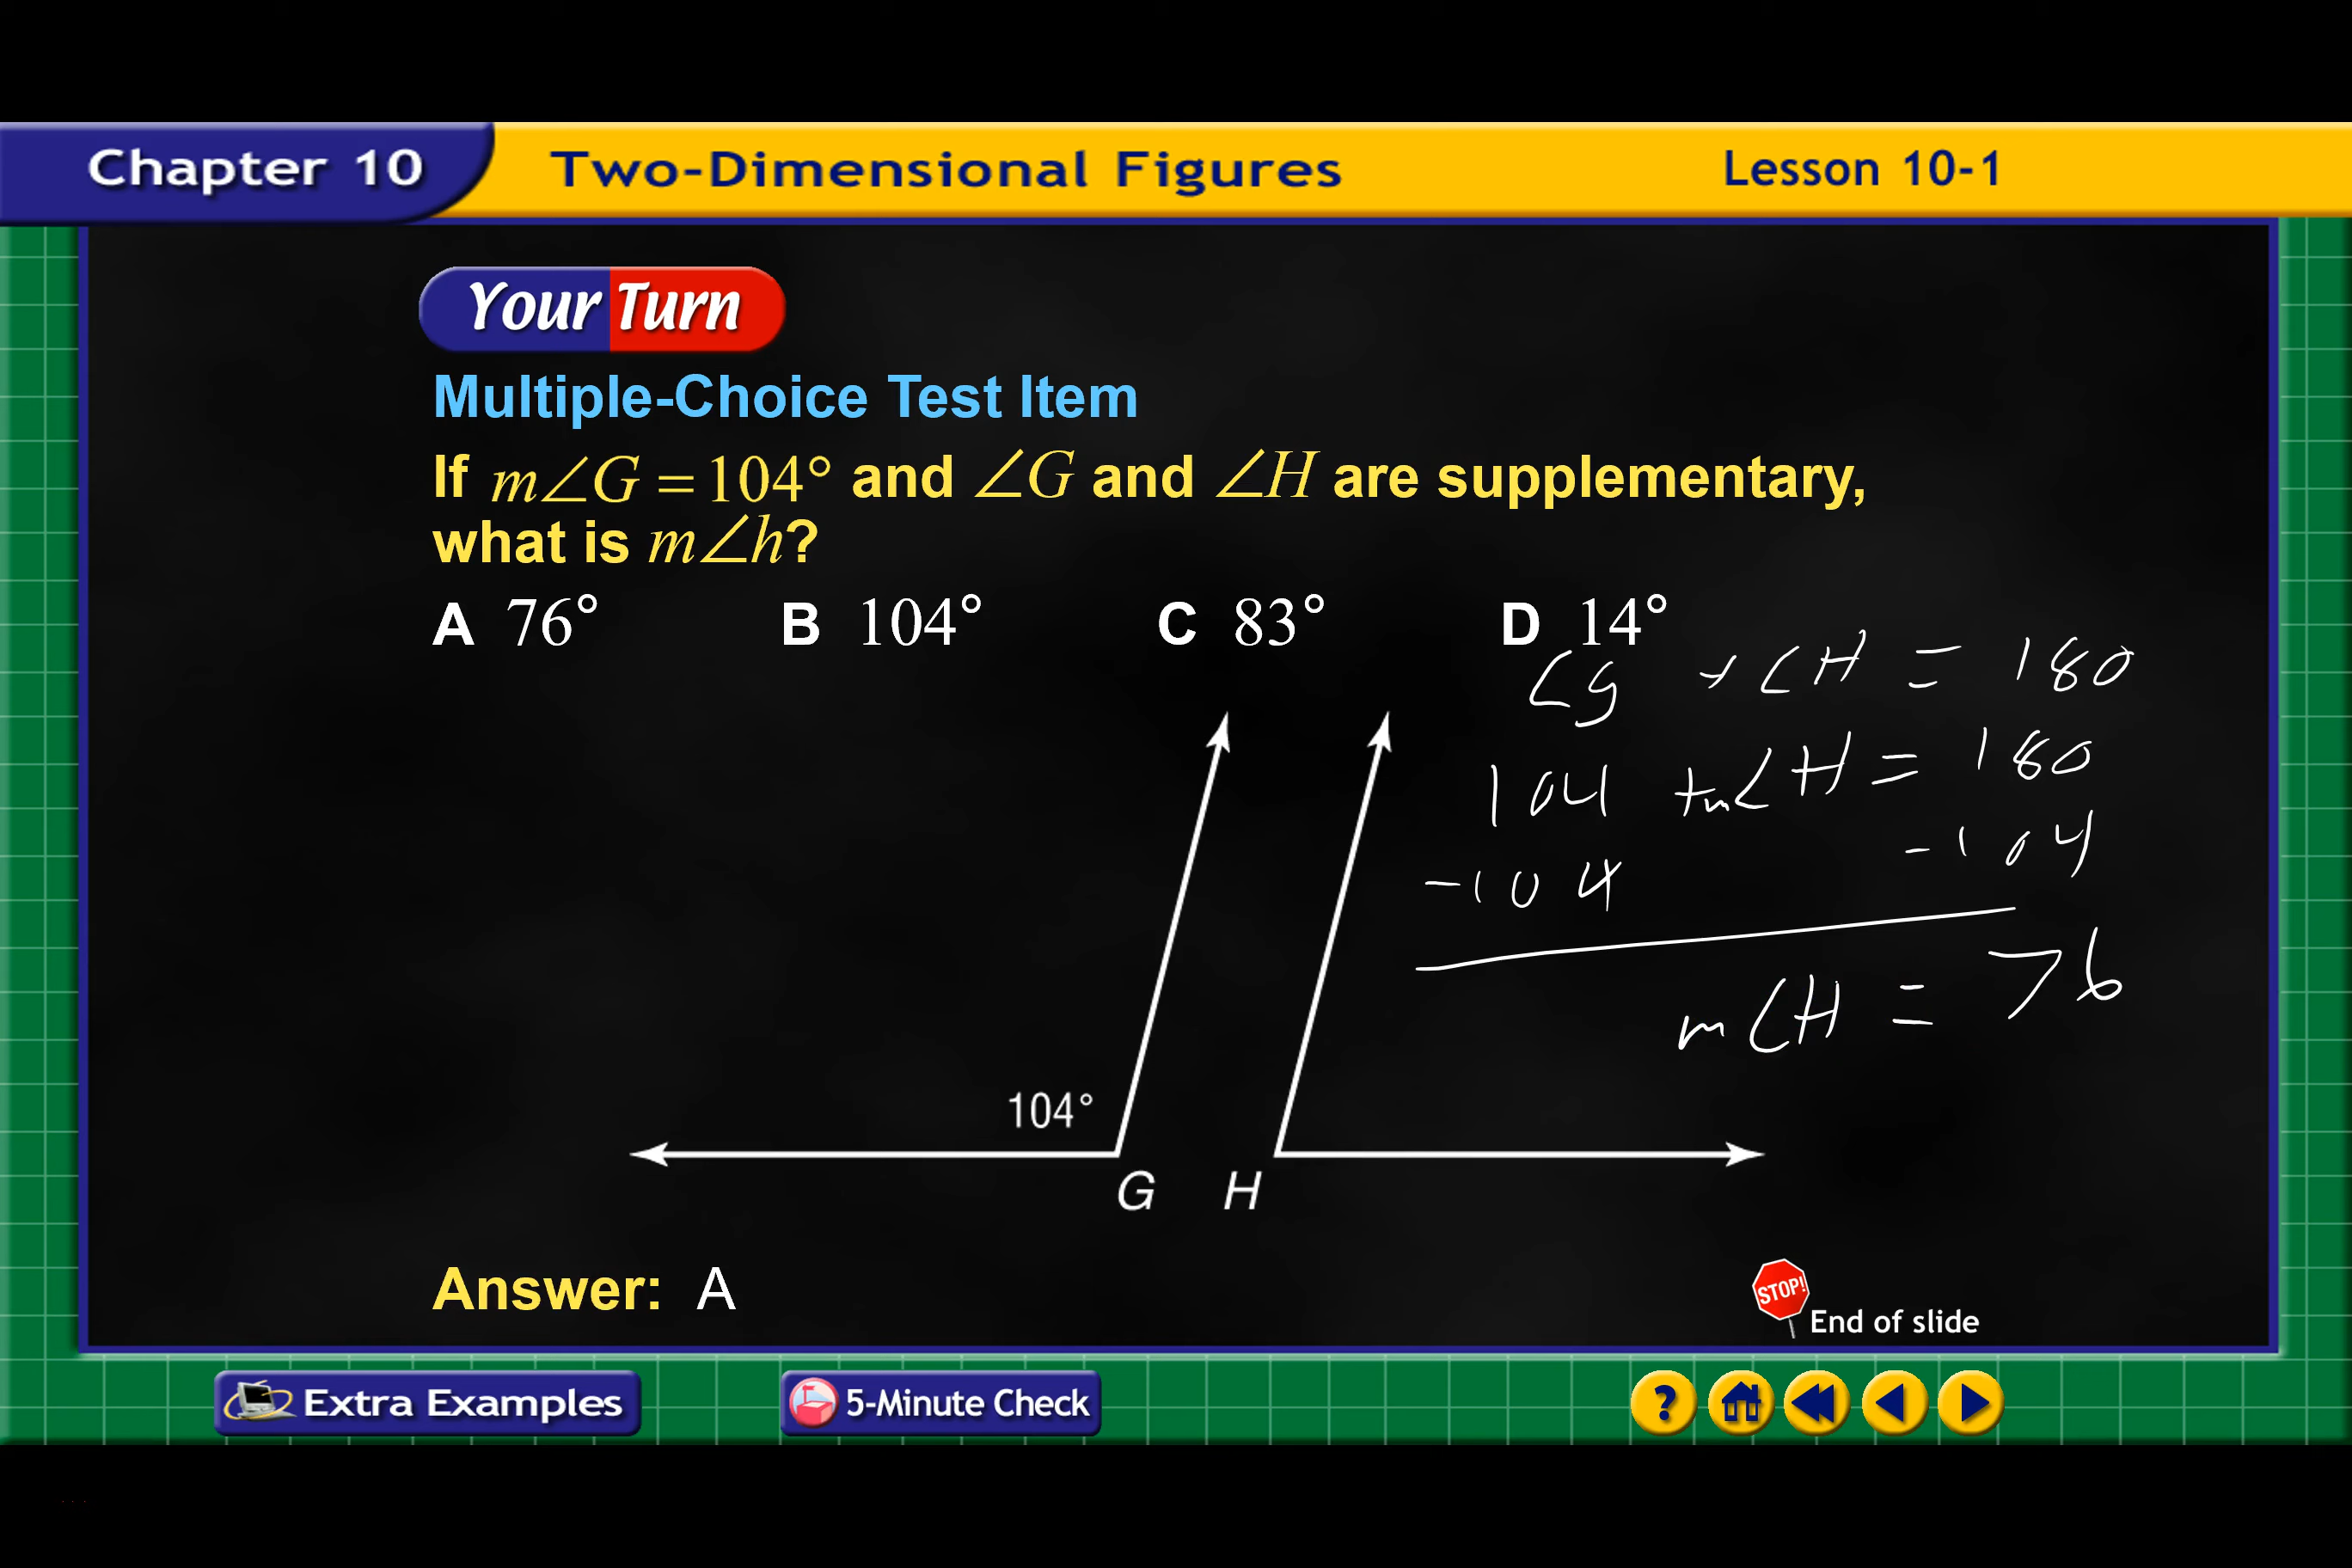 Chapter 10 Two-Dimensional Figures Lesson 10-1
Your Turn
Multiple-Choice Test Item
If m∠G = 104° and ∠G and ∠H are supplementary,
what is m∠h?
A 76° B 104° C 83° D 14°
∠g + ∠H = 180
104 + m∠H = 180
-104 -104
m∠H = 76
104°
G H
Answer: A
STOP!
End of slide
Extra Examples 5-Minute Check ?